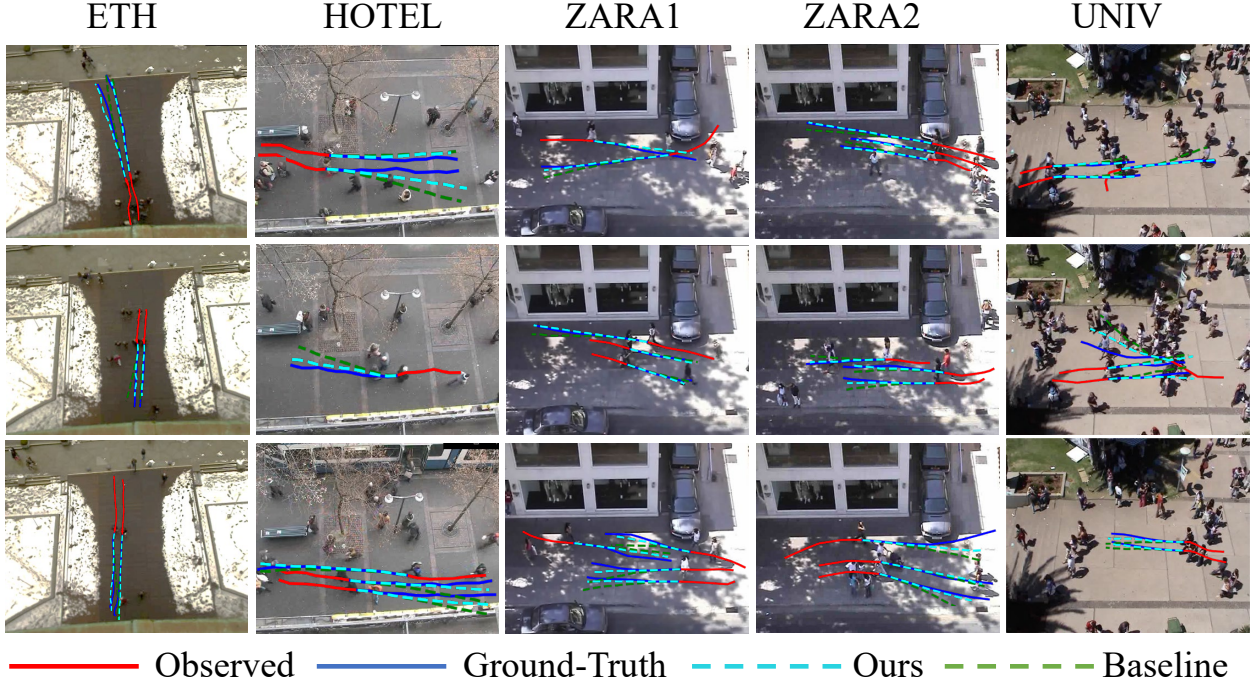 ETH HOTEL ZARA1 ZARA2 UNIV
Observed Ground-Truth Ours Baseline